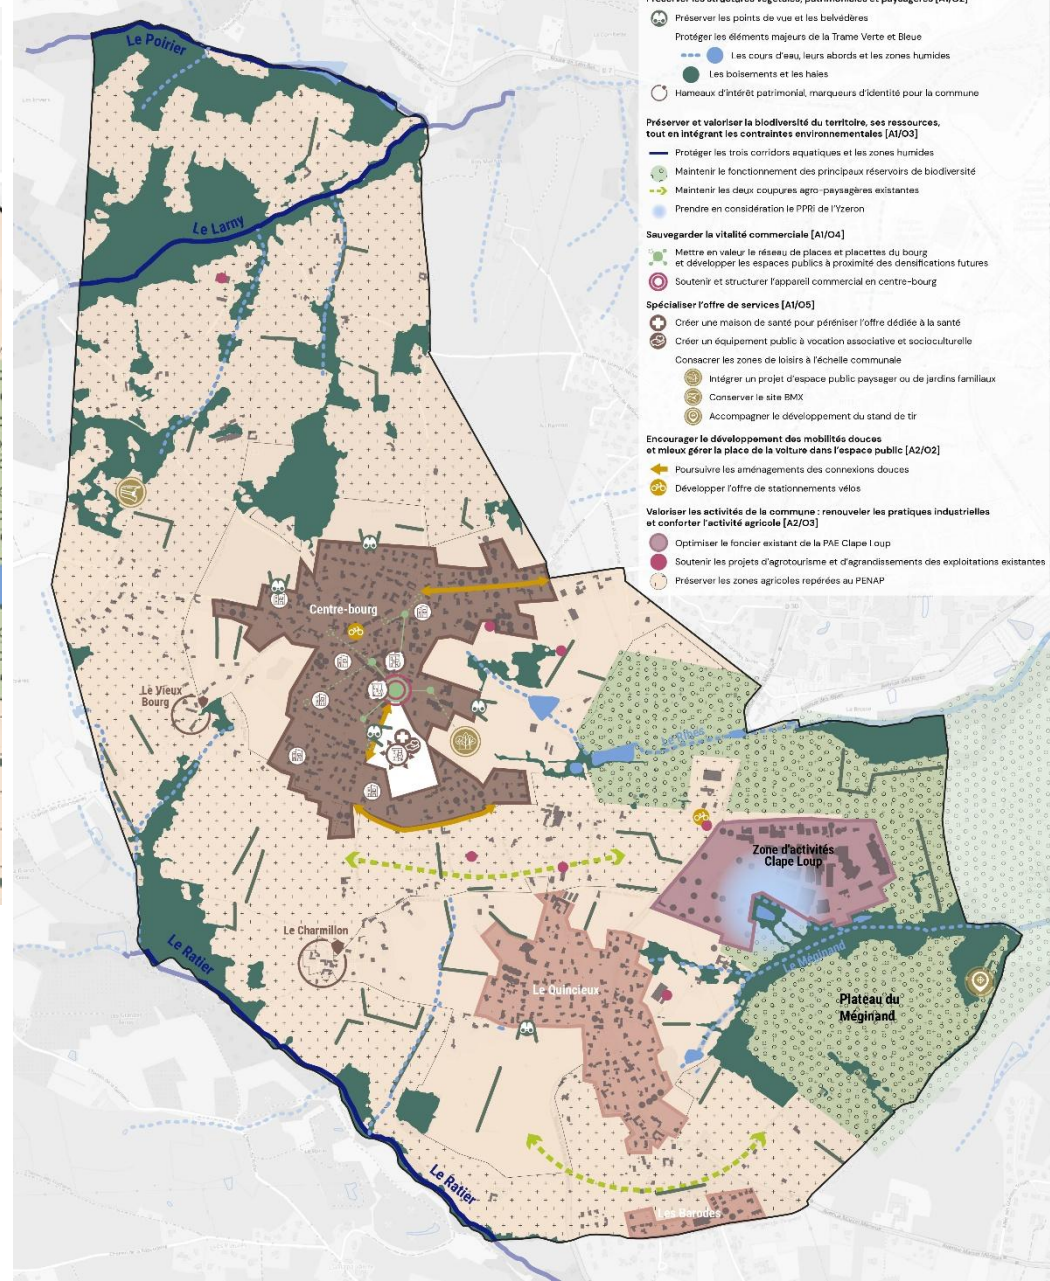 Préserver les structures végétales, patrimoniales et paysagères [A1/O2]
Préserver les points de vue et les belvédères
Protéger les éléments majeurs de la Trame Verte et Bleue
Les cours d'eau, leurs abords et les zones humides
Les boisements et les haies
Hameaux d'intérêt patrimonial, marqueurs d'identité pour la commune
Préserver et valoriser la biodiversité du territoire, ses ressources,
tout en intégrant les contraintes environnementales [A1/O3]
Protéger les trois corridors aquatiques et les zones humides
Maintenir le fonctionnement des principaux réservoirs de biodiversité
Maintenir les deux coupures agro-paysagères existantes
Prendre en considération le PPRi de l'Yzeron
Sauvegarder la vitalité commerciale [A1/O4]
Mettre en valeur le réseau de places et placettes du bourg
et développer les espaces publics à proximité des densifications futures
Soutenir et structurer l'appareil commercial en centre-bourg
Spécialiser l'offre de services [A1/O5]
Créer une maison de santé pour péréniser l'offre dédiée à la santé
Créer un équipement public à vocation associative et socioculturelle
Consacrer les zones de loisirs à l'échelle communale
Intégrer un projet d'espace public paysager ou de jardins familiaux
Conserver le site BMX
Accompagner le développement du stand de tir
Encourager le développement des mobilités douces
et mieux gérer la place de la voiture dans l'espace public [A2/O2]
Poursuivre les aménagements des connexions douces
Développer l'offre de stationnements vélos
Valoriser les activités de la commune : renouveler les pratiques industrielles
et conforter l'activité agricole [A2/O3]
Optimiser le foncier existant de la PAE Clape Loup
Soutenir les projets d'agrotourisme et d'agrandissements des exploitations existantes
Préserver les zones agricoles repérées au PENAP
Le Poirier
Le Larny
Centre-bourg
Le Vieux
Bourg
Le Ribes
Zone d'activités
Clape Loup
Le Charmillon
Le Ratier
Le Méginand
Le Quincieux
Plateau du
Méginand
Le Ratier
Les Barodes